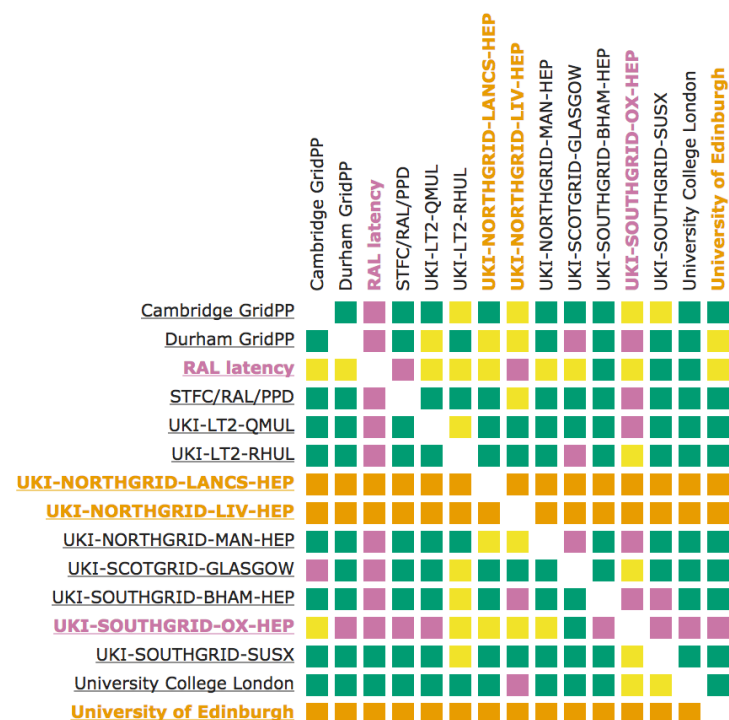 Cambridge GridPP
Durham GridPP
RAL latency
STFC/RAL/PPD
UKI-LT2-QMUL
UKI-LT2-RHUL
UKI-NORTHGRID-LANCS-HEP
UKI-NORTHGRID-LIV-HEP
UKI-NORTHGRID-MAN-HEP
UKI-SCOTGRID-GLASGOW
UKI-SOUTHGRID-BHAM-HEP
UKI-SOUTHGRID-OX-HEP
UKI-SOUTHGRID-SUSX
University College London
University of Edinburgh
Cambridge GridPP
Durham GridPP
RAL latency
STFC/RAL/PPD
UKI-LT2-QMUL
UKI-LT2-RHUL
UKI-NORTHGRID-LANCS-HEP
UKI-NORTHGRID-LIV-HEP
UKI-NORTHGRID-MAN-HEP
UKI-SCOTGRID-GLASGOW
UKI-SOUTHGRID-BHAM-HEP
UKI-SOUTHGRID-OX-HEP
UKI-SOUTHGRID-SUSX
University College London
University of Edinburgh